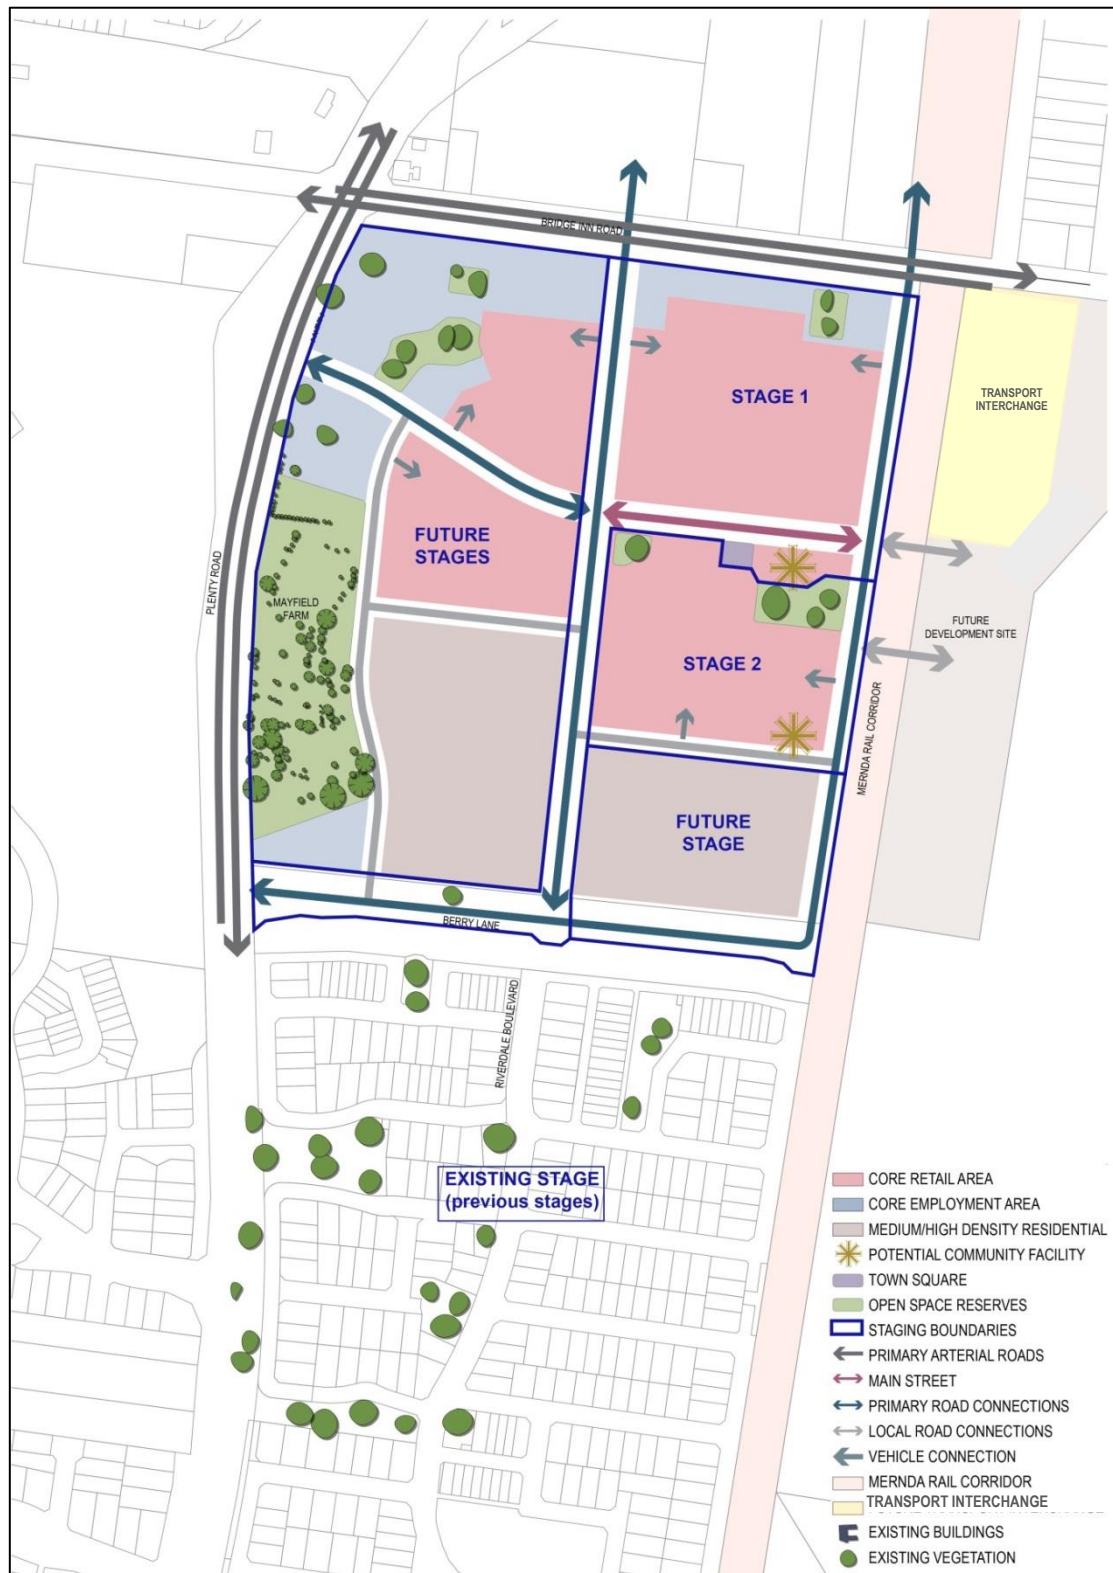 BRIDGE INN ROAD
STAGE 1
TRANSPORT
INTERCHANGE
FUTURE
STAGES
PLENTY ROAD
MAYFIELD
FARM
STAGE 2
FUTURE
DEVELOPMENT SITE
MERNDA RAIL CORRIDOR
FUTURE
STAGE
BERRY LANE
RIVERDALE BOULEVARD
EXISTING STAGE
(previous stages)
CORE RETAIL AREA
CORE EMPLOYMENT AREA
MEDIUM/HIGH DENSITY RESIDENTIAL
POTENTIAL COMMUNITY FACILITY
TOWN SQUARE
OPEN SPACE RESERVES
STAGING BOUNDARIES
PRIMARY ARTERIAL ROADS
MAIN STREET
PRIMARY ROAD CONNECTIONS
LOCAL ROAD CONNECTIONS
VEHICLE CONNECTION
MERNDA RAIL CORRIDOR
TRANSPORT INTERCHANGE
EXISTING BUILDINGS
EXISTING VEGETATION